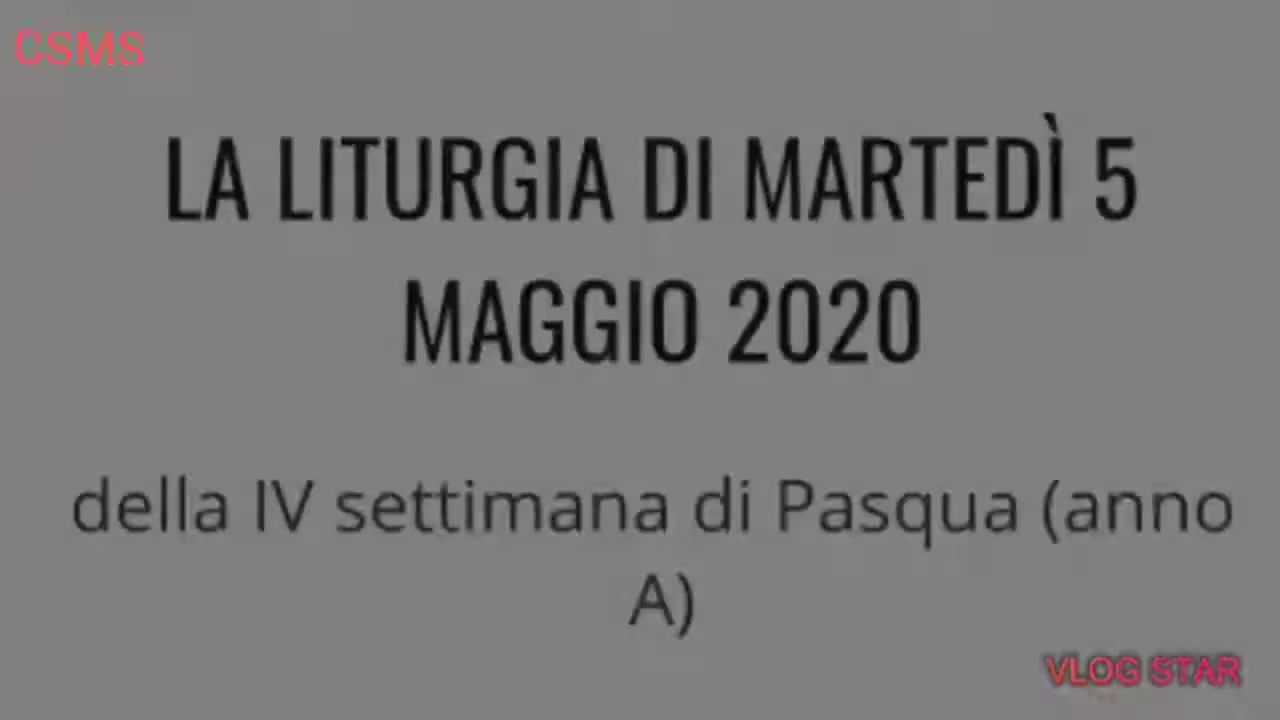 CSMS
LA LITURGIA DI MARTEDÌ 5
MAGGIO 2020
della IV settimana di Pasqua (anno
A)
VLOG STAR